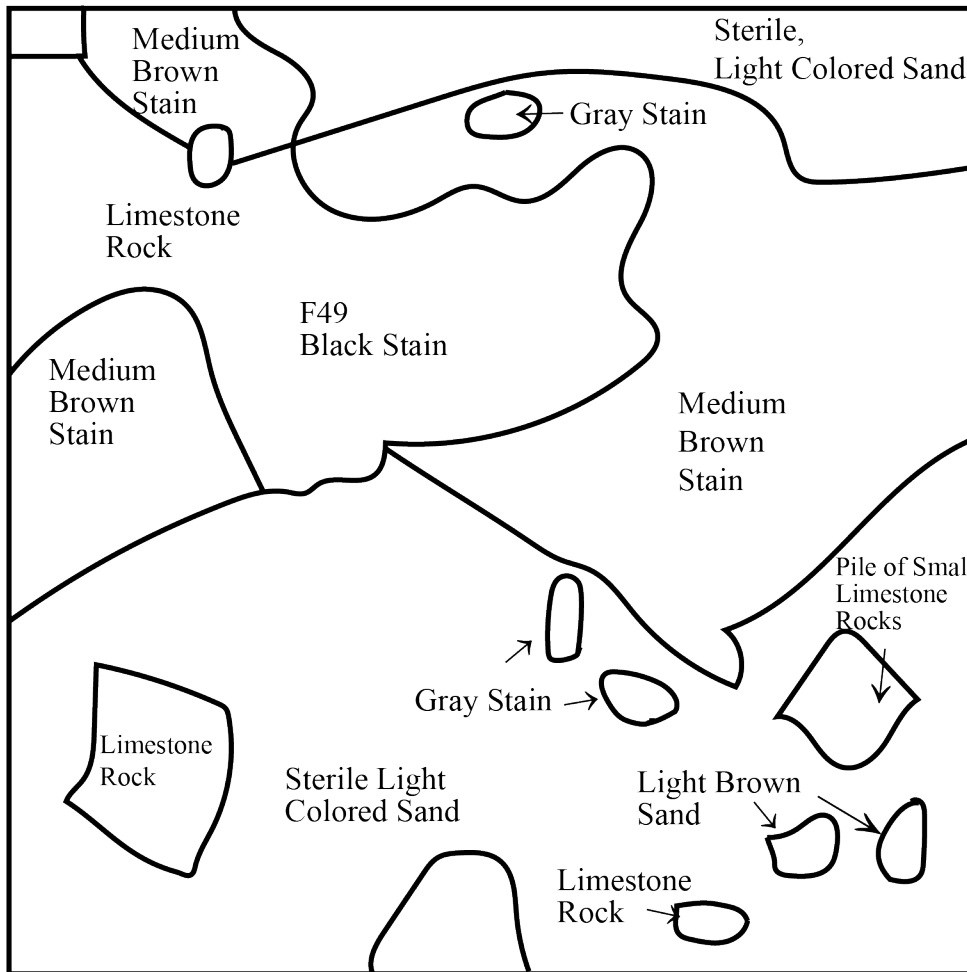 Medium
Brown
Stain
Sterile,
Light Colored Sand
Gray Stain
Limestone
Rock
F49
Black Stain
Medium
Brown
Stain
Medium
Brown
Stain
Pile of Smal
Limestone
Rocks
Gray Stain
Limestone
Rock
Sterile Light
Colored Sand
Light Brown
Sand
Limestone
Rock